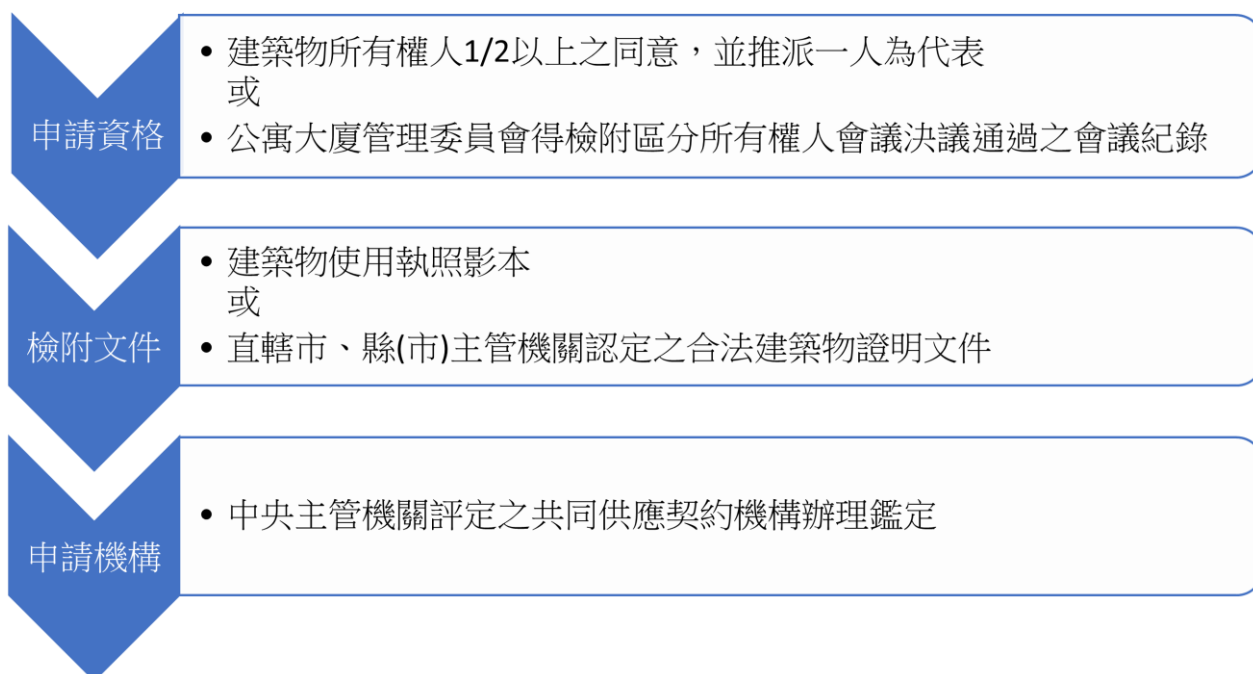 申請資格
• 建築物所有權人1/2以上之同意，並推派一人為代表
或
• 公寓大廈管理委員會得檢附區分所有權人會議決議通過之會議紀錄
檢附文件
• 建築物使用執照影本
或
• 直轄市、縣(市)主管機關認定之合法建築物證明文件
申請機構
• 中央主管機關評定之共同供應契約機構辦理鑑定